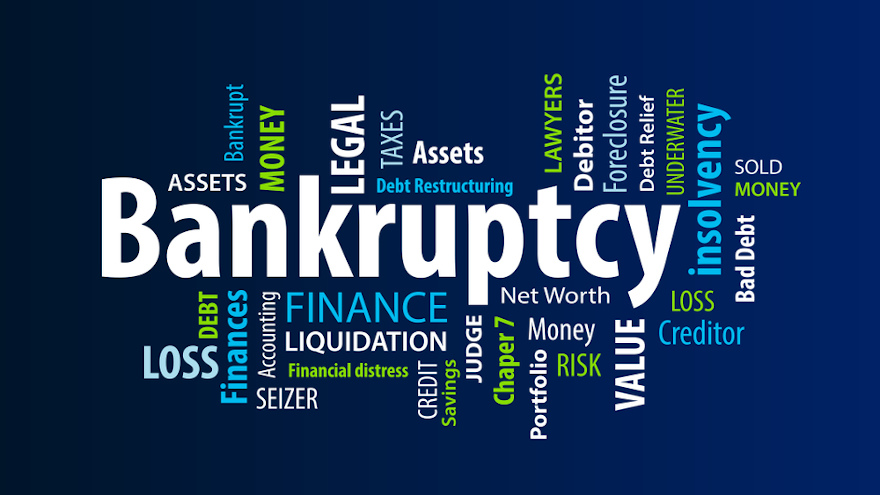 Bankrupt
MONEY
LEGAL
TAXES
Assets
LAWYERS
Debitor
Foreclosure
Debt Relief
UNDERWATER
insolvency
SOLD
MONEY
ASSETS
Debt Restructuring
Bankruptcy
Bad Debt
DEBT
Finances
Accounting
FINANCE
Net Worth
LOSS
LIQUIDATION
JUDGE
Chaper 7
Money
VALUE
Creditor
LOSS
Financial distress
CREDIT
Savings
Portfolio
RISK
SEIZER